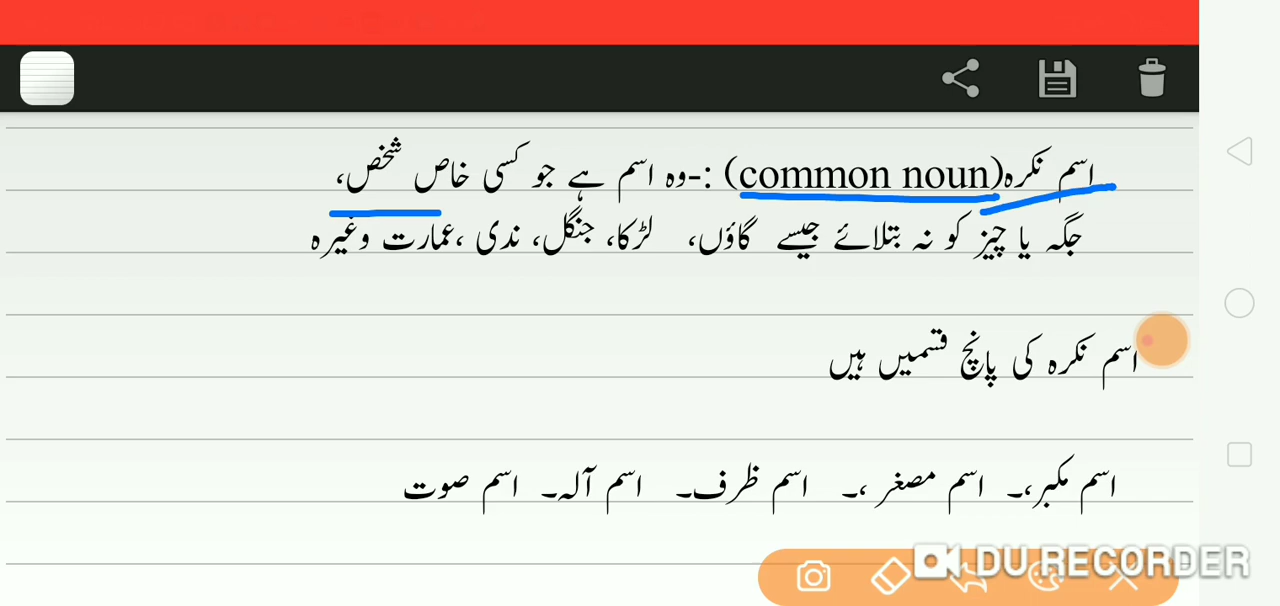 اسم نکرہ(common noun) :-وہ اسم ہے جو کسی خاص شخص،
جگہ یا چیز کو نہ بتلائے جیسے گاؤں، لڑکا، جنگل، ندی ،عمارت وغیرہ
اسم نکرہ کی پانچ قسمیں ہیں
اسم مکبر،۔ اسم مصغر ،۔ اسم ظرف۔ اسم آلہ۔ اسم صوت
DU RECORDER